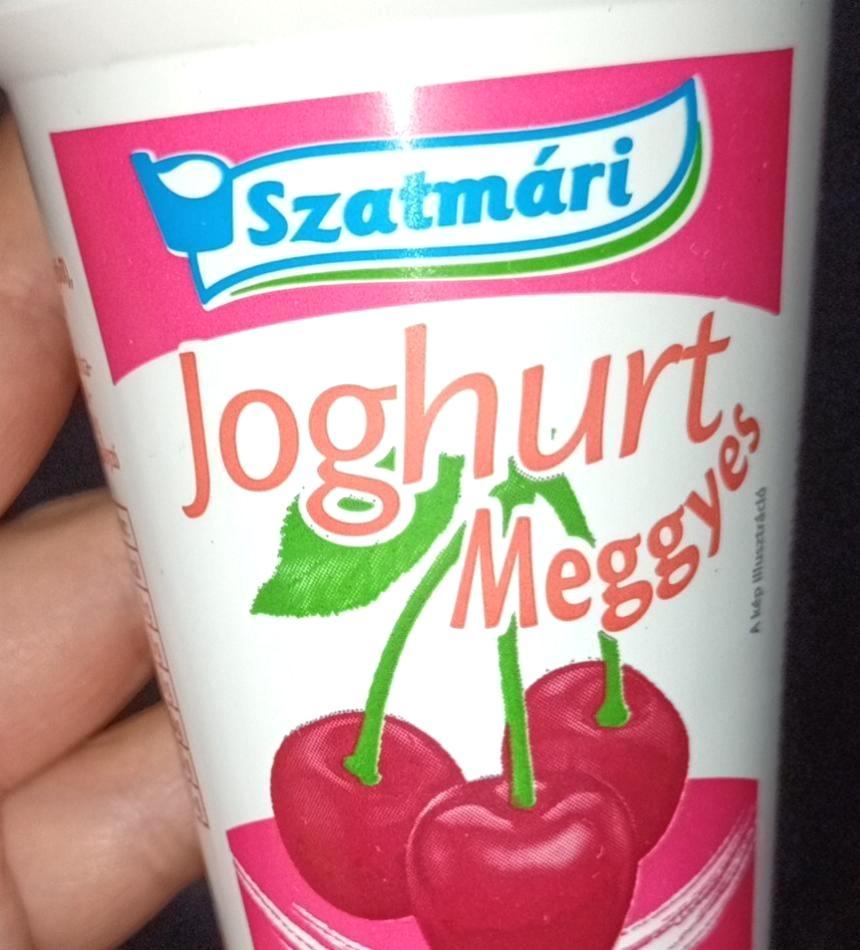 Szatmári
Joghurt
Meggyes
A kép illusztráció